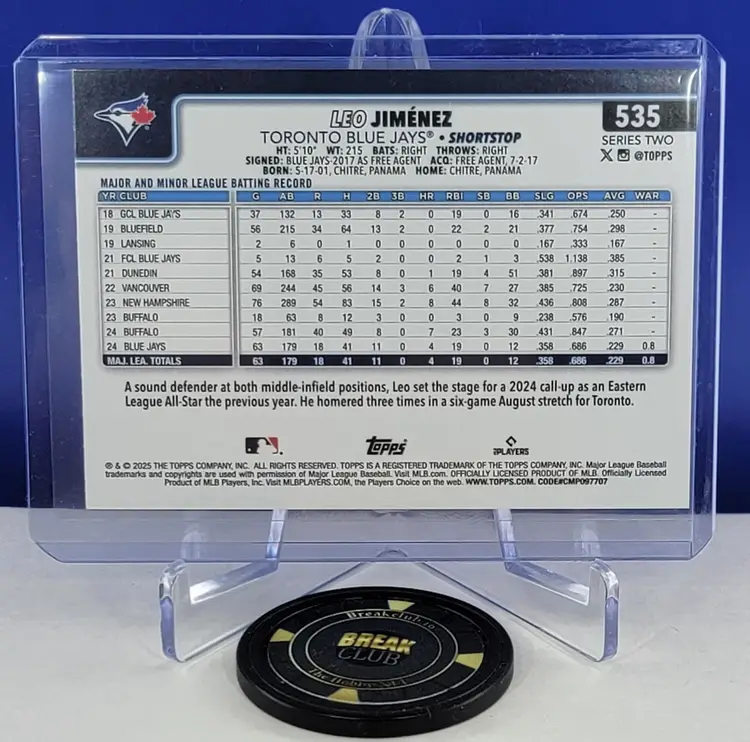 LEO JIMÉNEZ
535
TORONTO BLUE JAYS® • SHORTSTOP
SERIES TWO
HT: 5'10" WT: 215 BATS: RIGHT THROWS: RIGHT
@TOPPS
SIGNED: BLUE JAYS-2017 AS FREE AGENT ACQ: FREE AGENT, 7-2-17
BORN: 5-17-01, CHITRE, PANAMA HOME: CHITRE, PANAMA
MAJOR AND MINOR LEAGUE BATTING RECORD
YR CLUB G AB R H 2B 3B HR RBI SB BB SLG OPS AVG WAR
18 GCL BLUE JAYS 37 132 13 33 8 2 0 19 0 16 .341 .674 .250 -
19 BLUEFIELD 56 215 34 64 13 2 0 22 2 21 .377 .754 .298 -
19 LANSING 2 6 0 1 0 0 0 0 0 0 .167 .333 .167 -
21 FCL BLUE JAYS 5 13 6 5 2 0 0 2 1 3 .538 1.138 .385 -
21 DUNEDIN 54 168 35 53 8 0 1 19 4 51 .381 .897 .315 -
22 VANCOUVER 69 244 45 56 14 3 6 40 7 27 .385 .725 .230 -
23 NEW HAMPSHIRE 76 289 54 83 15 2 8 44 8 32 .436 .808 .287 -
23 BUFFALO 18 63 8 12 3 0 0 3 0 9 .238 .576 .190 -
24 BUFFALO 57 181 40 49 8 0 7 23 3 30 .431 .847 .271 -
24 BLUE JAYS 63 179 18 41 11 0 4 19 0 12 .358 .686 .229 0.8
MAJ. LEA. TOTALS 63 179 18 41 11 0 4 19 0 12 .358 .686 .229 0.8
A sound defender at both middle-infield positions, Leo set the stage for a 2024 call-up as an Eastern
League All-Star the previous year. He homered three times in a six-game August stretch for Toronto.
Topps
PLAYERS
® & © 2025 THE TOPPS COMPANY, INC. ALL RIGHTS RESERVED. TOPPS IS A REGISTERED TRADEMARK OF THE TOPPS COMPANY, INC. Major League Baseball
trademarks and copyrights are used with permission of Major League Baseball. Visit MLB.com. OFFICIALLY LICENSED PRODUCT OF MLB. Officially Licensed
Product of MLB Players, Inc. Visit MLBPLAYERS.COM, the Players Choice on the web. WWW.TOPPS.COM. CODE#CMP097707
Breakclub.io
BREAK
CLUB